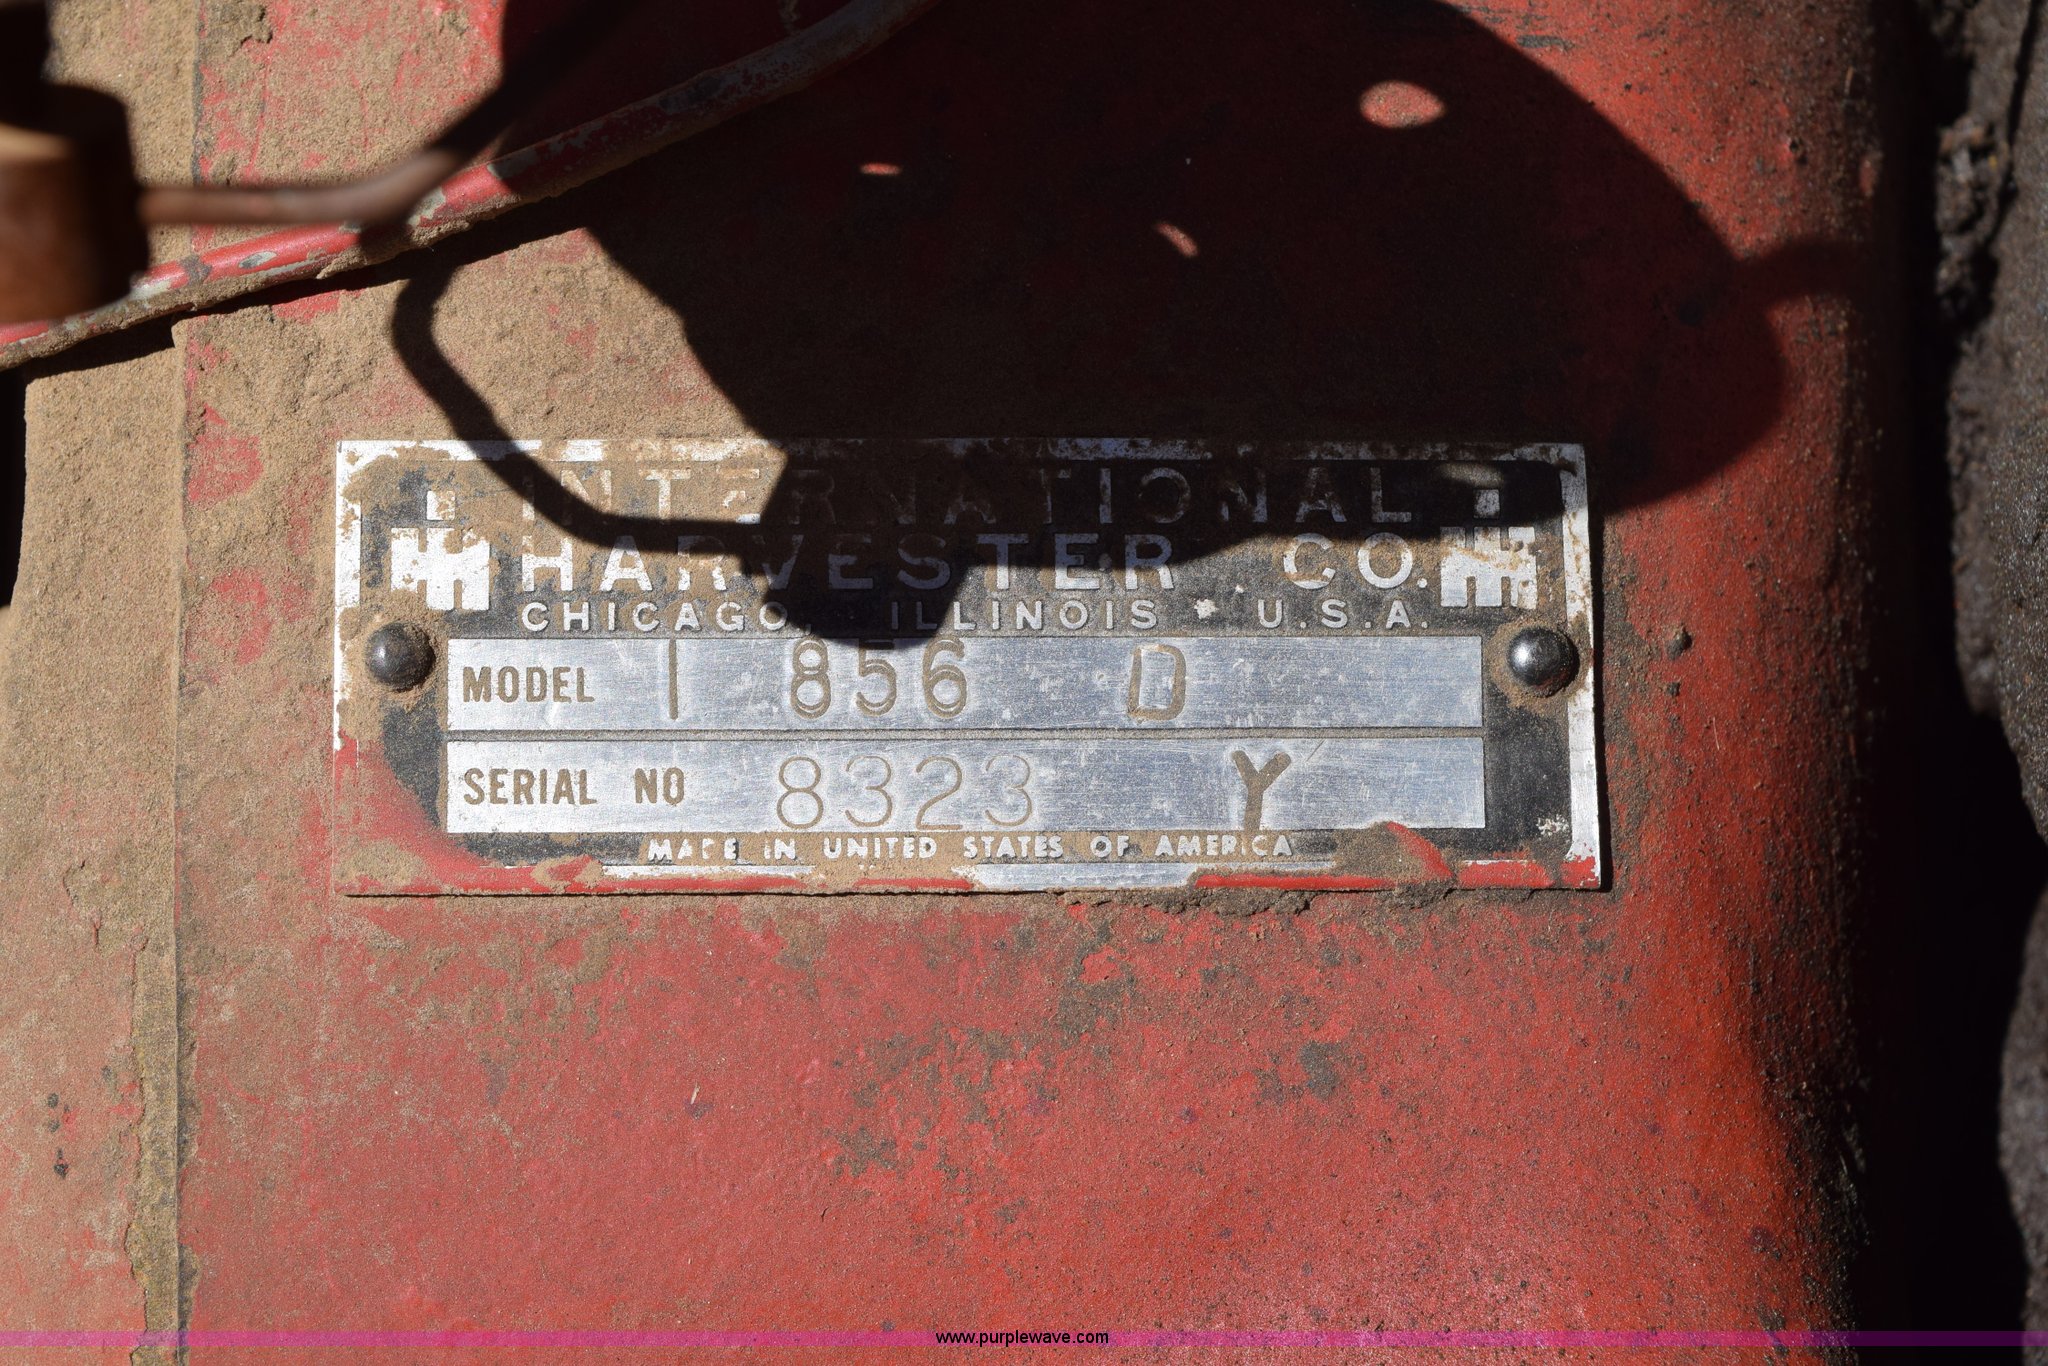 INTERNATIONAL
HARVESTER CO.
CHICAGO, ILLINOIS • U.S.A.
MODEL I 856 D
SERIAL NO 8323 Y
MADE IN UNITED STATES OF AMERICA
www.purplewave.com